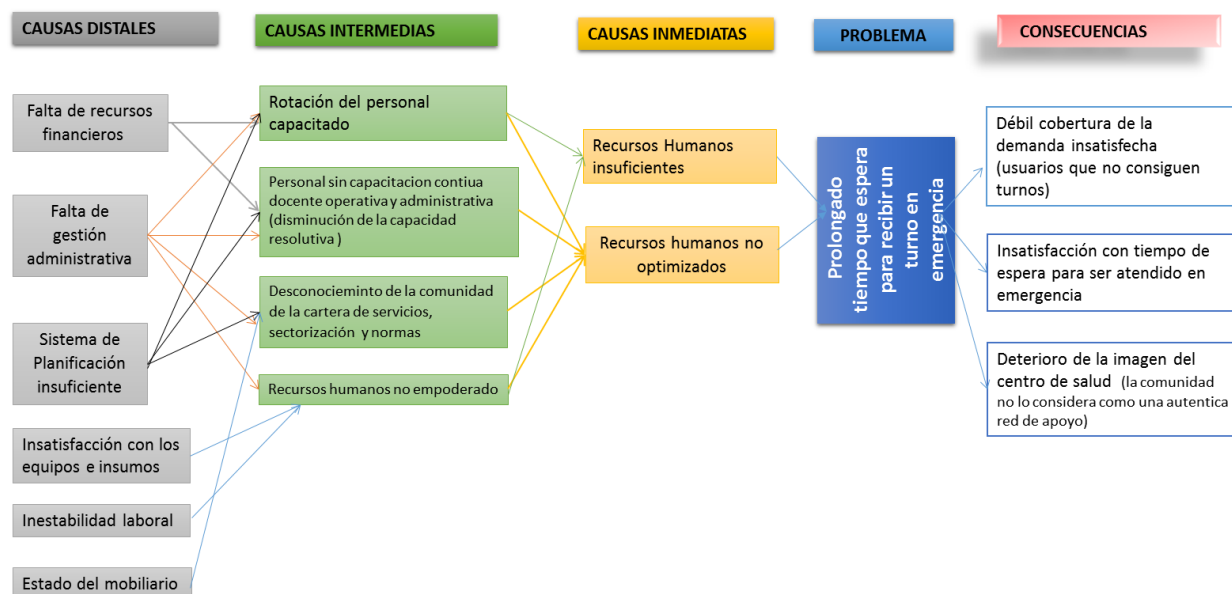 CAUSAS DISTALES
CAUSAS INTERMEDIAS
CAUSAS INMEDIATAS
PROBLEMA
CONSECUENCIAS
Falta de recursos
financieros
Falta de
gestión
administrativa
Sistema de
Planificación
insuficiente
Insatisfacción con los
equipos e insumos
Inestabilidad laboral
Estado del mobiliario
Rotación del personal
capacitado
Personal sin capacitacion contiua
docente operativa y administrativa
(disminución de la capacidad
resolutiva )
Desconocieminto de la comunidad
de la cartera de servicios,
sectorización y normas
Recursos humanos no empoderado
Recursos Humanos
insuficientes
Recursos humanos no
optimizados
Prolongado
tiempo que espera
para recibir un
turno en
emergencia
Débil cobertura de la
demanda insatisfecha
(usuarios que no consiguen
turnos)
Insatisfacción con tiempo de
espera para ser atendido en
emergencia
Deterioro de la imagen del
centro de salud (la comunidad
no lo considera como una autentica
red de apoyo)